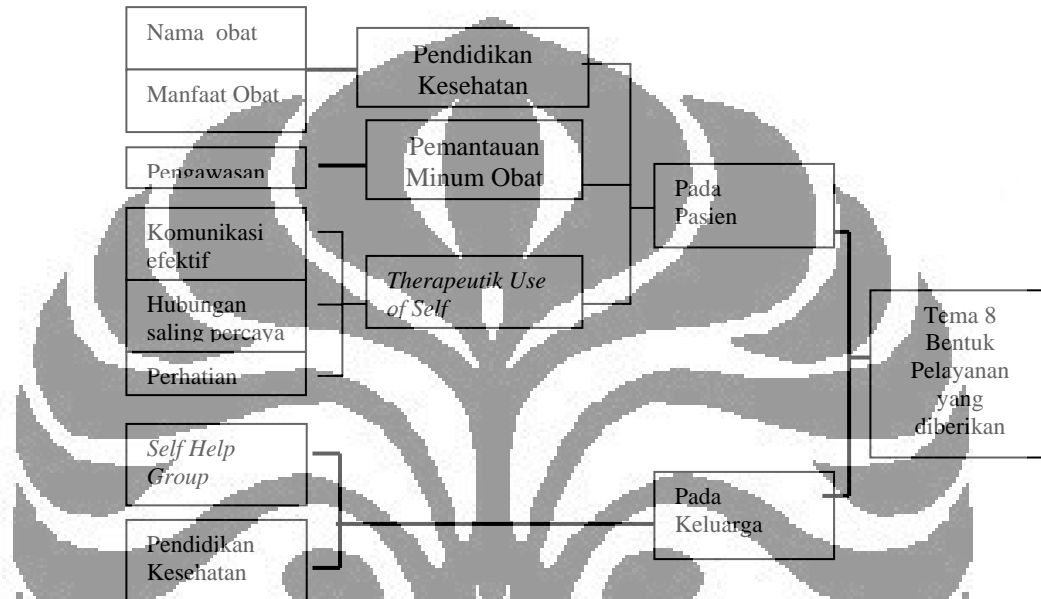 Nama obat
Manfaat Obat
Pengawasan
Komunikasi
efektif
Hubungan
saling percaya
Perhatian
Self Help
Group
Pendidikan
Kesehatan
Pendidikan
Kesehatan
Pemantauan
Minum Obat
Therapeutik Use
of Self
Pada
Pasien
Pada
Keluarga
Tema 8
Bentuk
Pelayanan
yang
diberikan